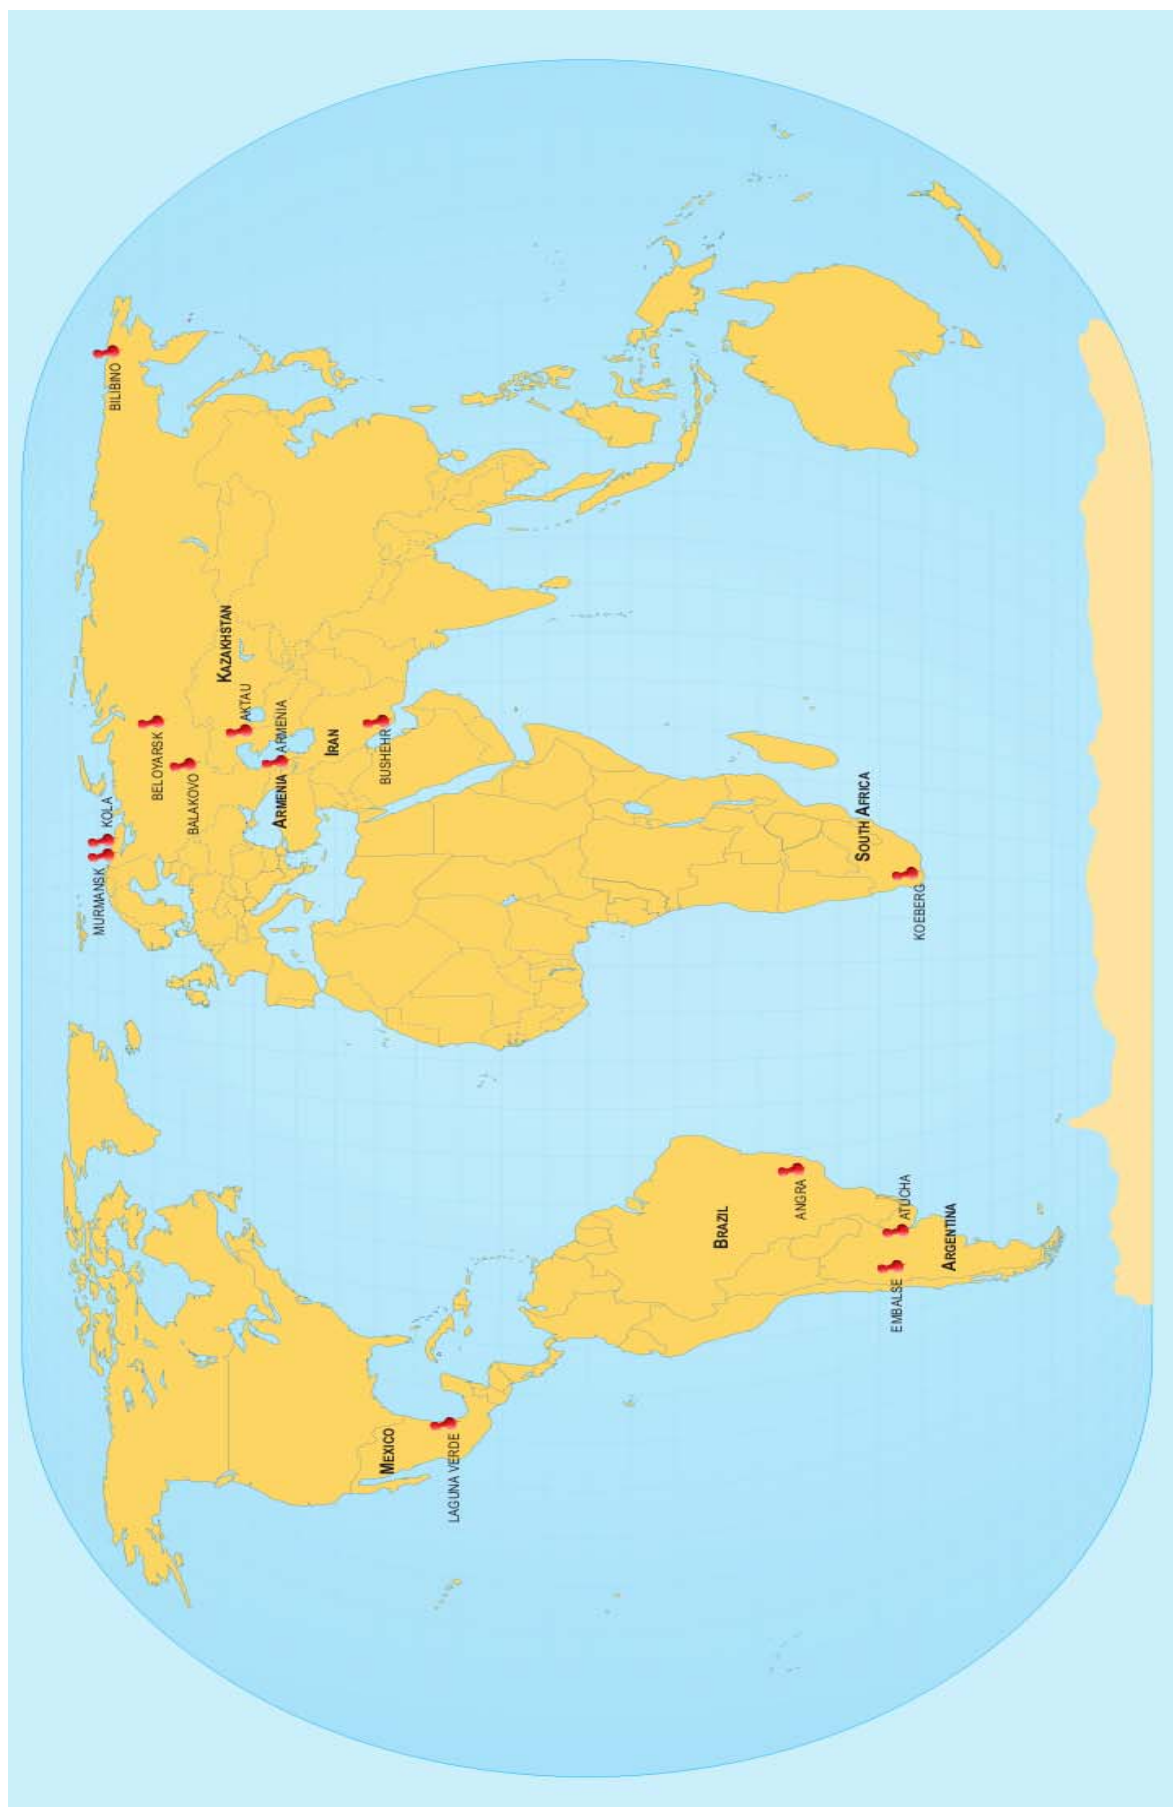 MURMANSK
KOLA
BILIBINO
BELOYARSK
BALAKOVO
KAZAKHSTAN
AKTAU
ARMENIA
ARMENIA
IRAN
BUSHEHR
MEXICO
LAGUNA VERDE
BRAZIL
ANGRA
SOUTH AFRICA
KOEBERG
EMBALSE
ATUCHA
ARGENTINA